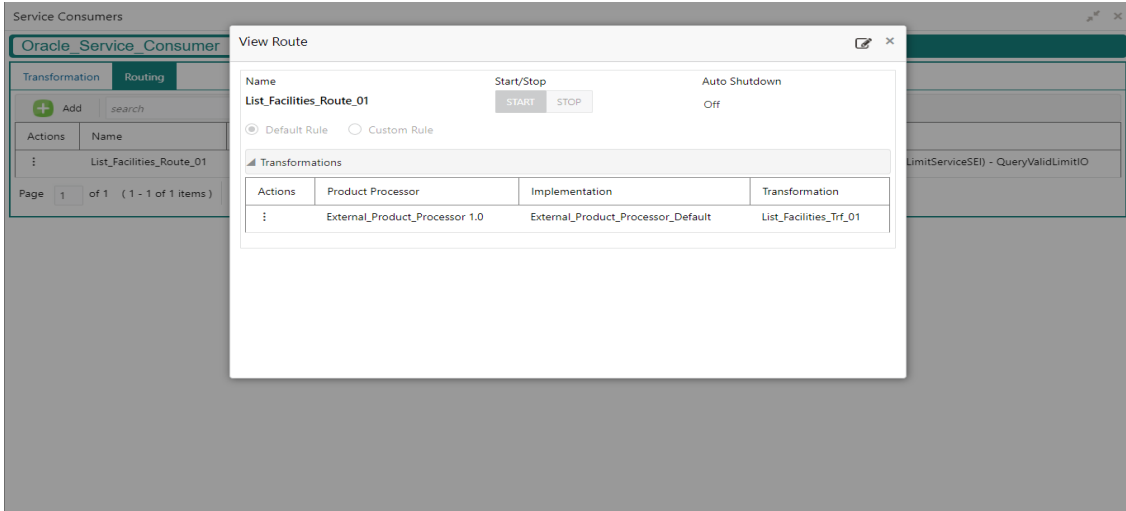 Service Consumers
Oracle_Service_Consumer
Transformation Routing
Add search
Actions Name
List_Facilities_Route_01 LimitServiceSEI) - QueryValidLimitIO
Page 1 of 1 ( 1 - 1 of 1 items )
View Route
Name Start/Stop Auto Shutdown
List_Facilities_Route_01 START STOP Off
Default Rule Custom Rule
Transformations
Actions Product Processor Implementation Transformation
External_Product_Processor 1.0 External_Product_Processor_Default List_Facilities_Trf_01